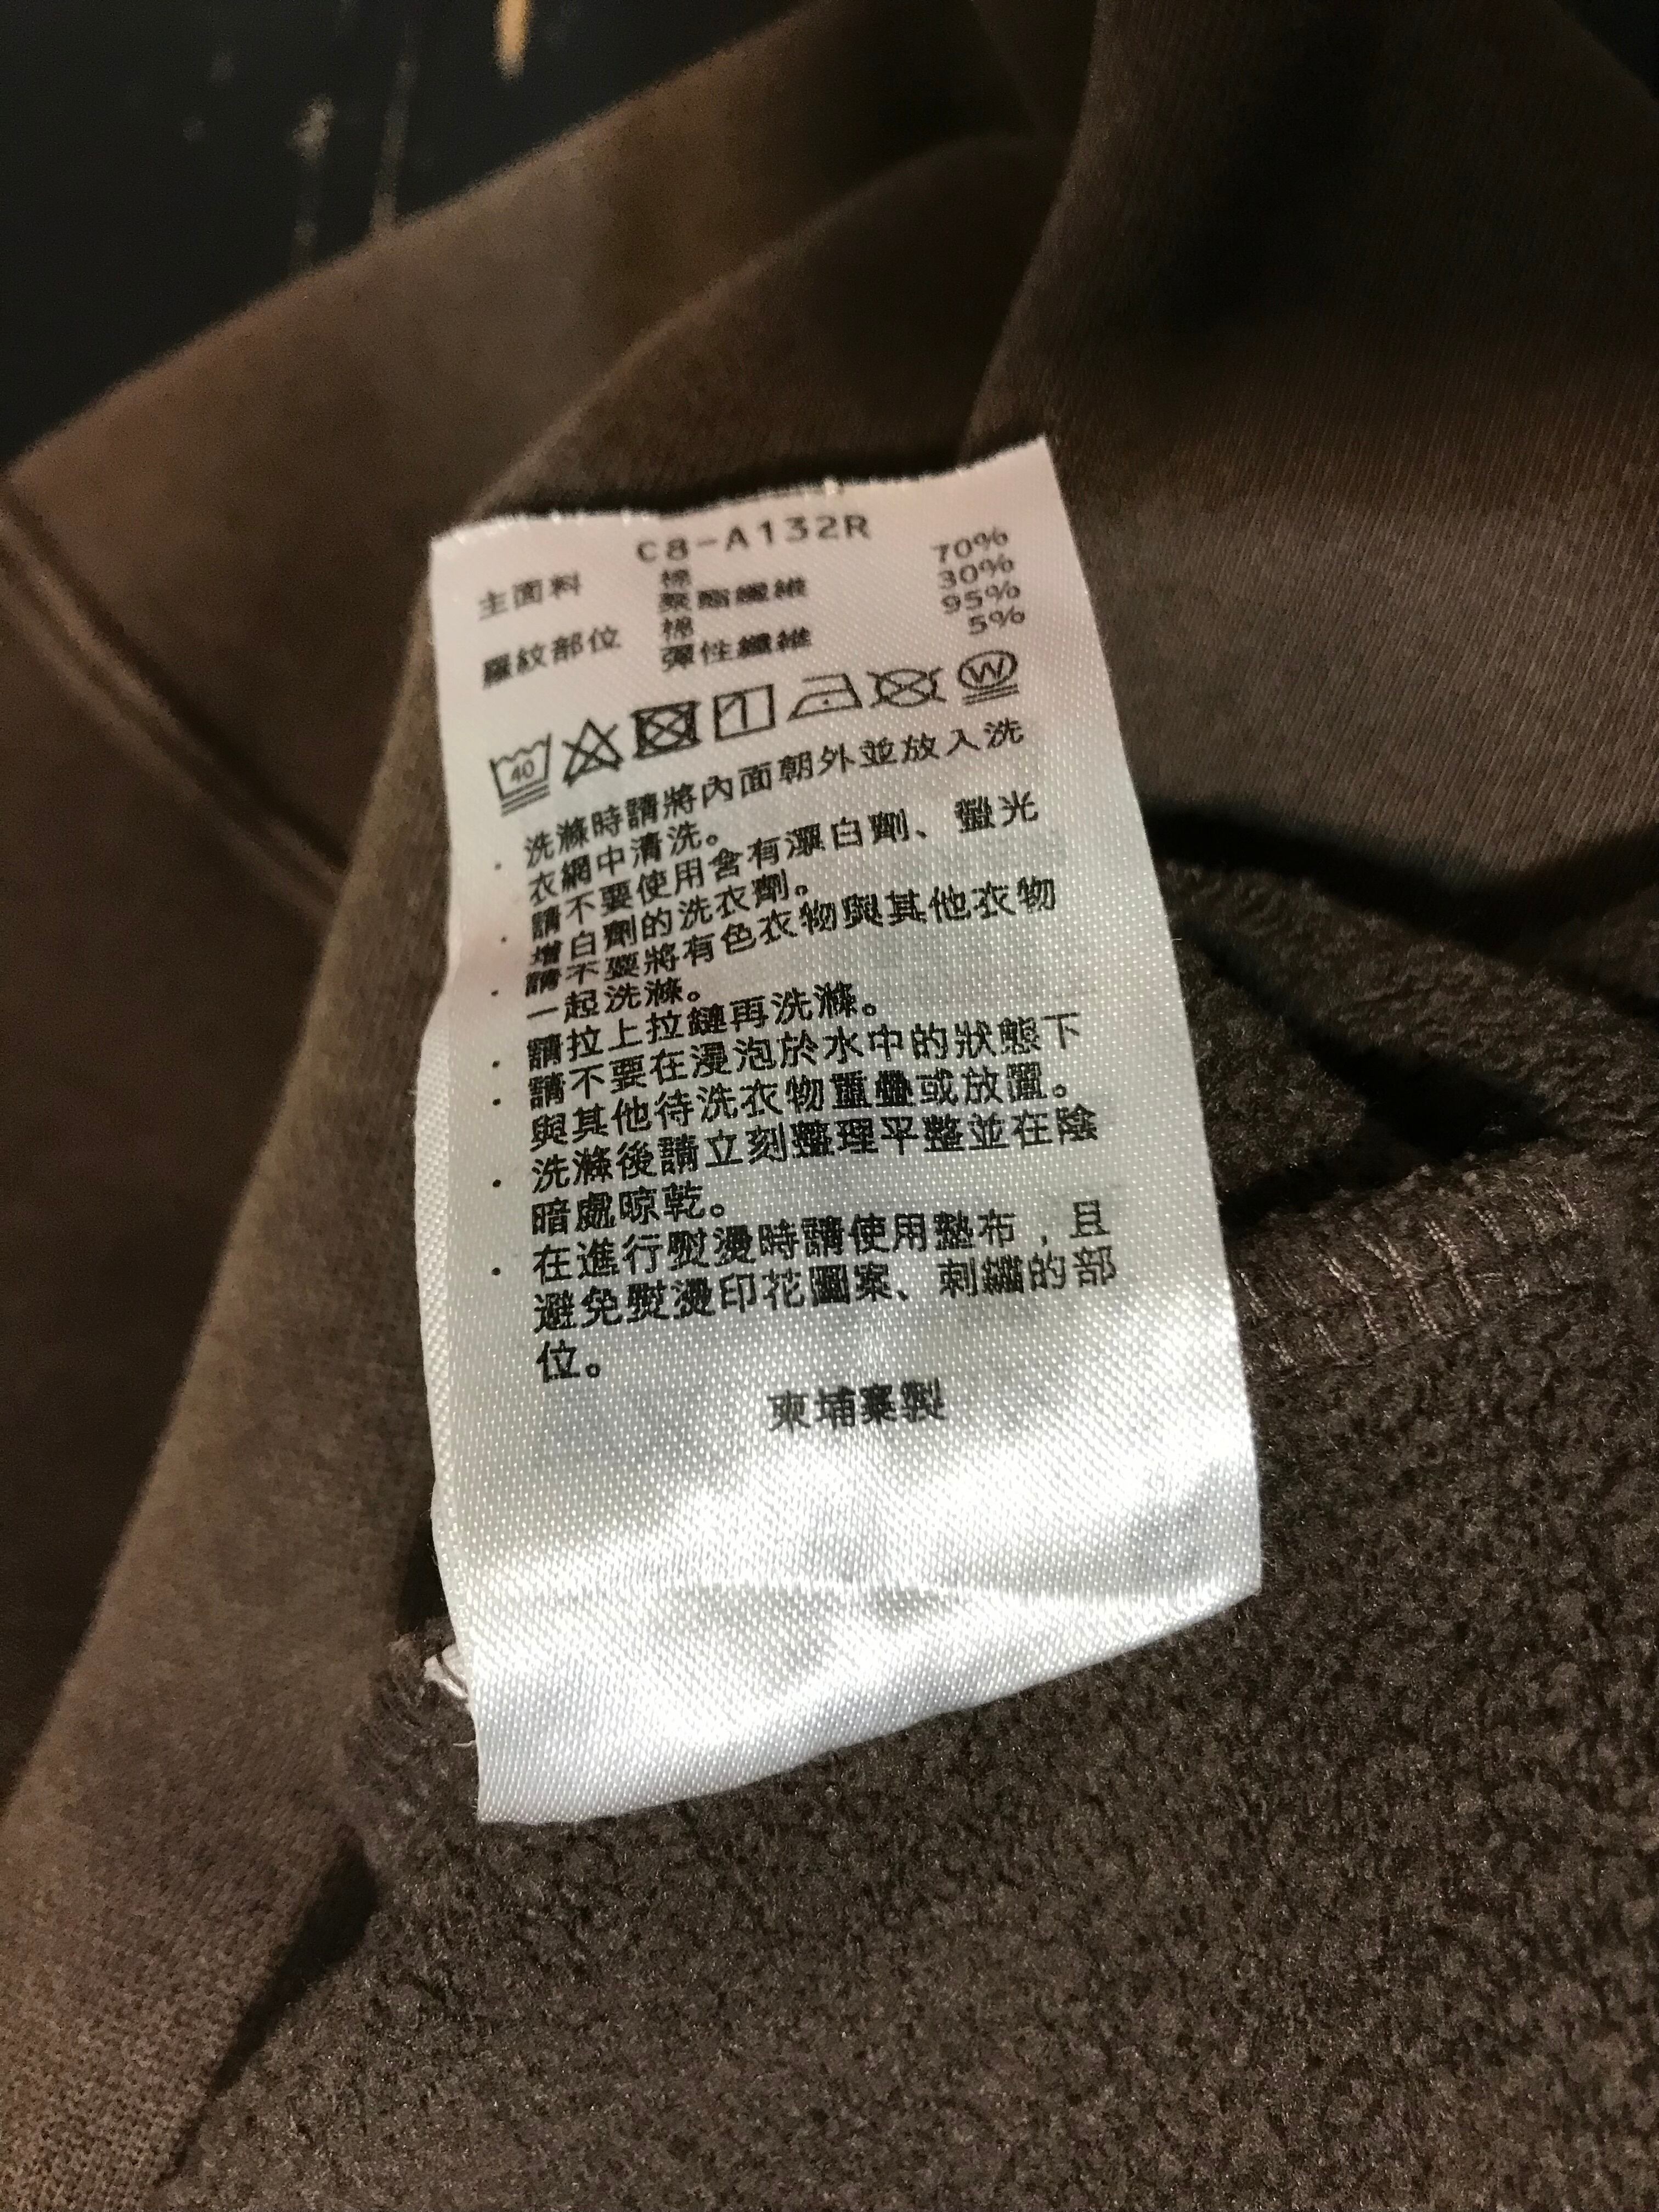 C8-A132R
主面料 棉 70%
聚酯纖維 30%
羅紋部位 棉 95%
彈性纖維 5%
40 W
· 洗滌時請將內面朝外並放入洗
衣網中清洗。
· 請不要使用含有漂白劑、螢光
增白劑的洗衣劑。
· 請不要將有色衣物與其他衣物
一起洗滌。
· 請拉上拉鏈再洗滌。
· 請不要在浸泡於水中的狀態下
與其他待洗衣物重疊或放置。
· 洗滌後請立刻整理平整並在陰
暗處晾乾。
· 在進行熨燙時請使用墊布，且
避免熨燙印花圖案、刺繡的部
位。
柬埔寨製